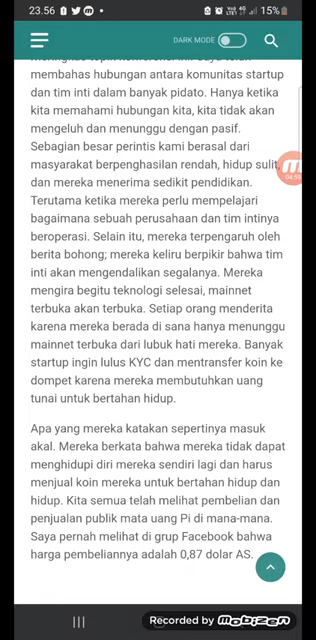 23.56
LTE1
4G
15%
DARK MODE
membahas hubungan antara komunitas startup
dan tim inti dalam banyak pidato. Hanya ketika
kita memahami hubungan kita, kita tidak akan
mengeluh dan menunggu dengan pasif.
Sebagian besar perintis kami berasal dari
masyarakat berpenghasilan rendah, hidup sulit,
dan mereka menerima sedikit pendidikan.
04:59
Terutama ketika mereka perlu mempelajari
bagaimana sebuah perusahaan dan tim intinya
beroperasi. Selain itu, mereka terpengaruh oleh
berita bohong; mereka keliru berpikir bahwa tim
inti akan mengendalikan segalanya. Mereka
mengira begitu teknologi selesai, mainnet
terbuka akan terbuka. Setiap orang menderita
karena mereka berada di sana hanya menunggu
mainnet terbuka dari lubuk hati mereka. Banyak
startup ingin lulus KYC dan mentransfer koin ke
dompet karena mereka membutuhkan uang
tunai untuk bertahan hidup.
Apa yang mereka katakan sepertinya masuk
akal. Mereka berkata bahwa mereka tidak dapat
menghidupi diri mereka sendiri lagi dan harus
menjual koin mereka untuk bertahan hidup dan
hidup. Kita semua telah melihat pembelian dan
penjualan publik mata uang Pi di mana-mana.
Saya pernah melihat di grup Facebook bahwa
harga pembeliannya adalah 0,87 dolar AS.
Recorded by mobizen